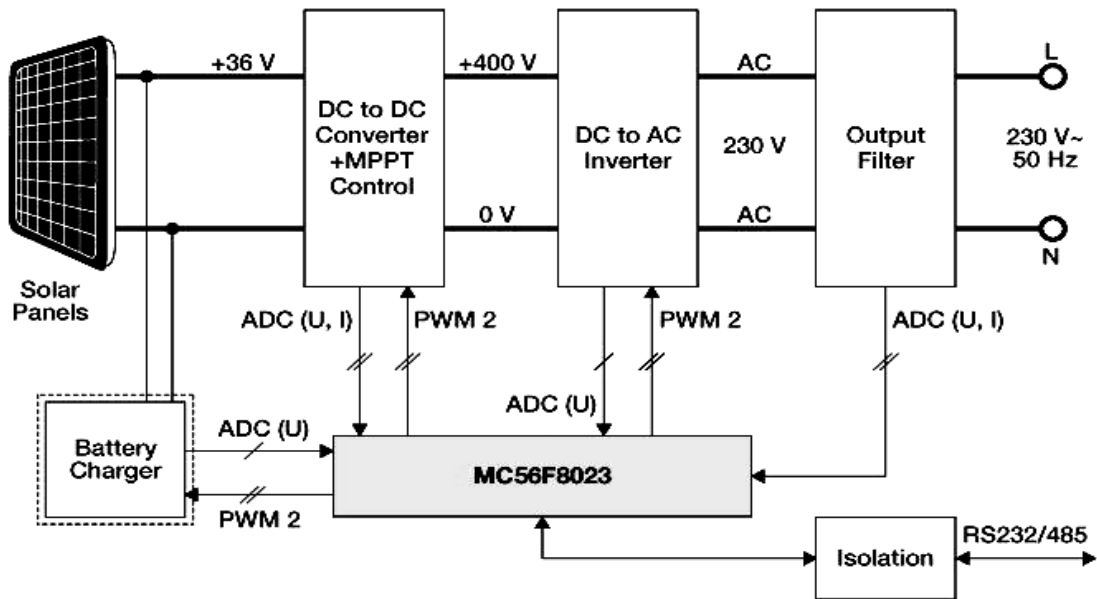 +36 V
DC to DC
Converter
+MPPT
Control
+400 V
0 V
DC to AC
Inverter
AC
230 V
AC
Output
Filter
L
230 V~
50 Hz
N
Solar
Panels
ADC (U, I)
PWM 2
ADC (U)
PWM 2
ADC (U, I)
Battery
Charger
ADC (U)
PWM 2
MC56F8023
Isolation
RS232/485